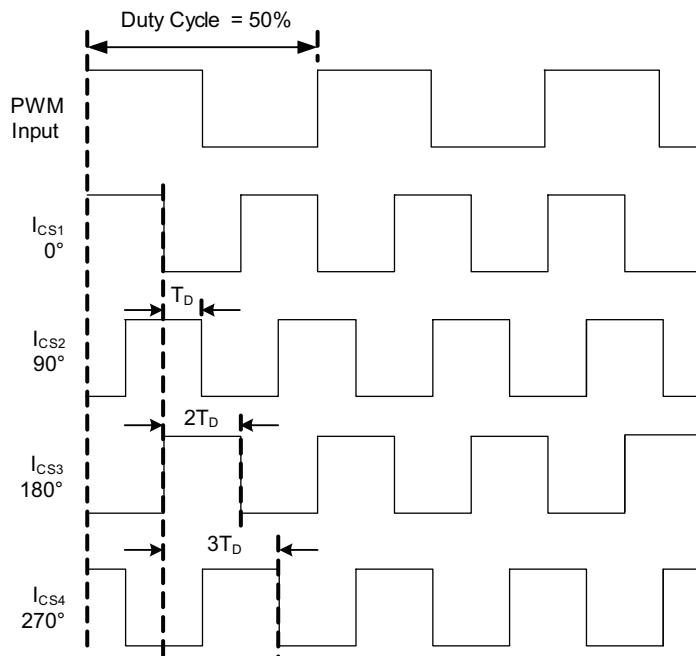 Duty Cycle = 50%
PWM
Input
ICS1
0°
TD
ICS2
90°
2TD
ICS3
180°
3TD
ICS4
270°